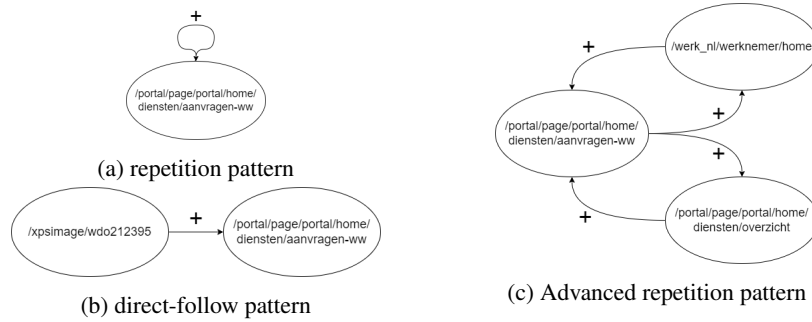 +
/portal/page/portal/home/
diensten/aanvragen-ww
(a) repetition pattern
/xpsimage/wdo212395
+
/portal/page/portal/home/
diensten/aanvragen-ww
(b) direct-follow pattern
/werk_nl/werknemer/home
+
/portal/page/portal/home/
diensten/aanvragen-ww
+
+
+
/portal/page/portal/home/
diensten/overzicht
(c) Advanced repetition pattern